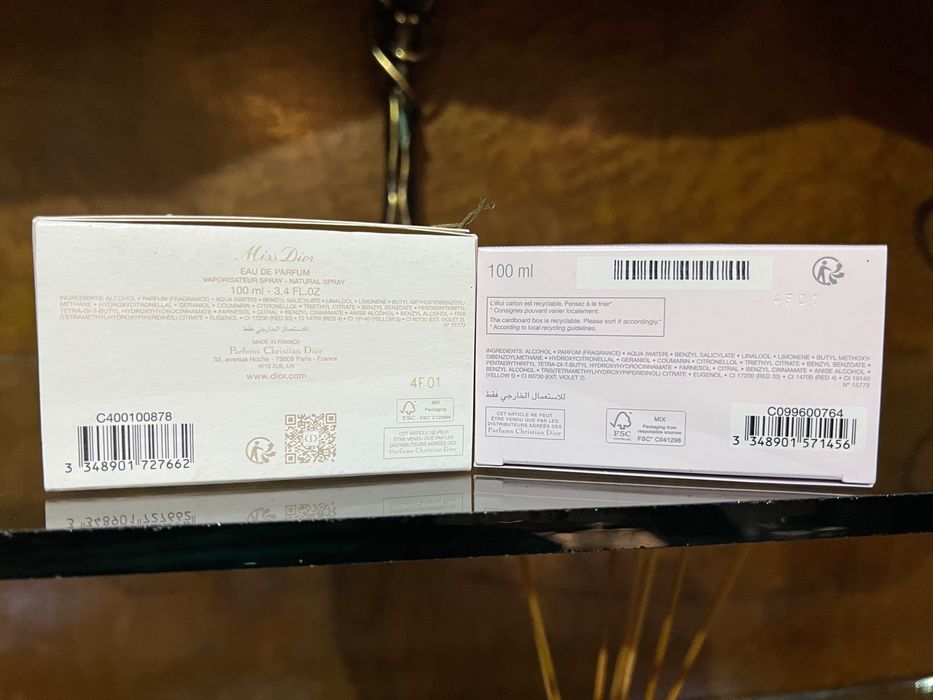 Miss Dior
EAU DE PARFUM
VAPORISATEUR SPRAY - NATURAL SPRAY
100 ml - 3.4 FL.OZ
INGREDIENTS: ALCOHOL • PARFUM (FRAGRANCE) • AQUA (WATER) • BENZYL SALICYLATE • LINALOOL • LIMONENE • BUTYL METHOXYDIBENZOYL-
METHANE • HYDROXYCITRONELLAL • GERANIOL • COUMARIN • CITRONELLOL • TRIETHYL CITRATE • BENZYL BENZOATE • PENTAERYTHRITYL
TETRA-DI-T-BUTYL HYDROXYHYDROCINNAMATE • FARNESOL • CITRAL • BENZYL CINNAMATE • ANISE ALCOHOL • BENZYL ALCOHOL • TRIS
(TETRAMETHYLHYDROXYPIPERIDINOL) CITRATE • EUGENOL • CI 17200 (RED 33) • CI 14700 (RED 4) • CI 19140 (YELLOW 5) • CI 60730 (EXT. VIOLET 2)
N° 15773
للاستعمال الخارجي فقط
MADE IN FRANCE
Parfums Christian Dior
33, avenue Hoche - 75008 Paris - France
W1S 2UE, UK
www.dior.com
4F01
C400100878
3 348901 727662
FSC
MIX
Packaging
CET ARTICLE NE PEUT
ÊTRE VENDU QUE PAR LES
DISTRIBUTEURS AGRÉÉS DES
Parfums Christian Dior
100 ml
4F01
L'étui carton est recyclable. Pensez à le trier*.
* Consignes pouvant varier localement.
The cardboard box is recyclable. Please sort it accordingly.*
* According to local recycling guidelines.
INGREDIENTS: ALCOHOL • PARFUM (FRAGRANCE) • AQUA (WATER) • BENZYL SALICYLATE • LINALOOL • LIMONENE • BUTYL METHOXY-
DIBENZOYLMETHANE • HYDROXYCITRONELLAL • GERANIOL • COUMARIN • CITRONELLOL • TRIETHYL CITRATE • BENZYL BENZOATE •
PENTAERYTHRITYL TETRA-DI-T-BUTYL HYDROXYHYDROCINNAMATE • FARNESOL • CITRAL • BENZYL CINNAMATE • ANISE ALCOHOL •
BENZYL ALCOHOL • TRIS(TETRAMETHYLHYDROXYPIPERIDINOL) CITRATE • EUGENOL • CI 17200 (RED 33) • CI 14700 (RED 4) • CI 19140
(YELLOW 5) • CI 60730 (EXT. VIOLET 2).
N° 15773
للاستعمال الخارجي فقط
CET ARTICLE NE PEUT
ÊTRE VENDU QUE PAR LES
DISTRIBUTEURS AGRÉÉS DES
Parfums Christian Dior
FSC
www.fsc.org
MIX
Packaging from
responsible sources
FSC® C041296
C099600764
3 348901 571456